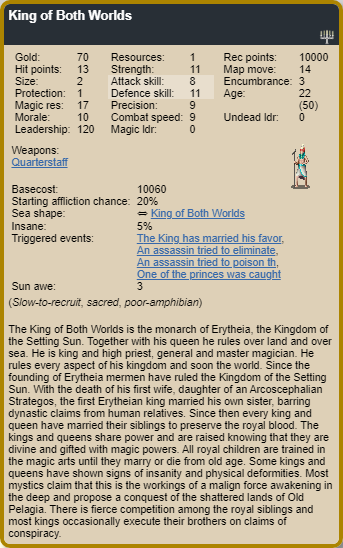 King of Both Worlds
Gold: 70 Resources: 1 Rec points: 10000
Hit points: 13 Strength: 11 Map move: 14
Size: 2 Attack skill: 8 Encumbrance: 3
Protection: 1 Defence skill: 11 Age: 22
Magic res: 17 Precision: 9 (50)
Morale: 10 Combat speed: 9 Undead ldr: 0
Leadership: 120 Magic ldr: 0
Weapons:
Quarterstaff
Basecost: 10060
Starting affliction chance: 20%
Sea shape: ⇐ King of Both Worlds
Insane: 5%
Triggered events: The King has married his favor,
An assassin tried to eliminate,
An assassin tried to poison th,
One of the princes was caught
Sun awe: 3
(Slow-to-recruit, sacred, poor-amphibian)
The King of Both Worlds is the monarch of Erytheia, the Kingdom of
the Setting Sun. Together with his queen he rules over land and over
sea. He is king and high priest, general and master magician. He
rules every aspect of his kingdom and soon the world. Since the
founding of Erytheia mermen have ruled the Kingdom of the Setting
Sun. With the death of his first wife, daughter of an Arcoscephalian
Strategos, the first Erytheian king married his own sister, barring
dynastic claims from human relatives. Since then every king and
queen have married their siblings to preserve the royal blood. The
kings and queens share power and are raised knowing that they are
divine and gifted with magic powers. All royal children are trained in
the magic arts until they marry or die from old age. Some kings and
queens have shown signs of insanity and physical deformities. Most
mystics claim that this is the workings of a malign force awakening in
the deep and propose a conquest of the shattered lands of Old
Pelagia. There is fierce competition among the royal siblings and
most kings occasionally execute their brothers on claims of
conspiracy.